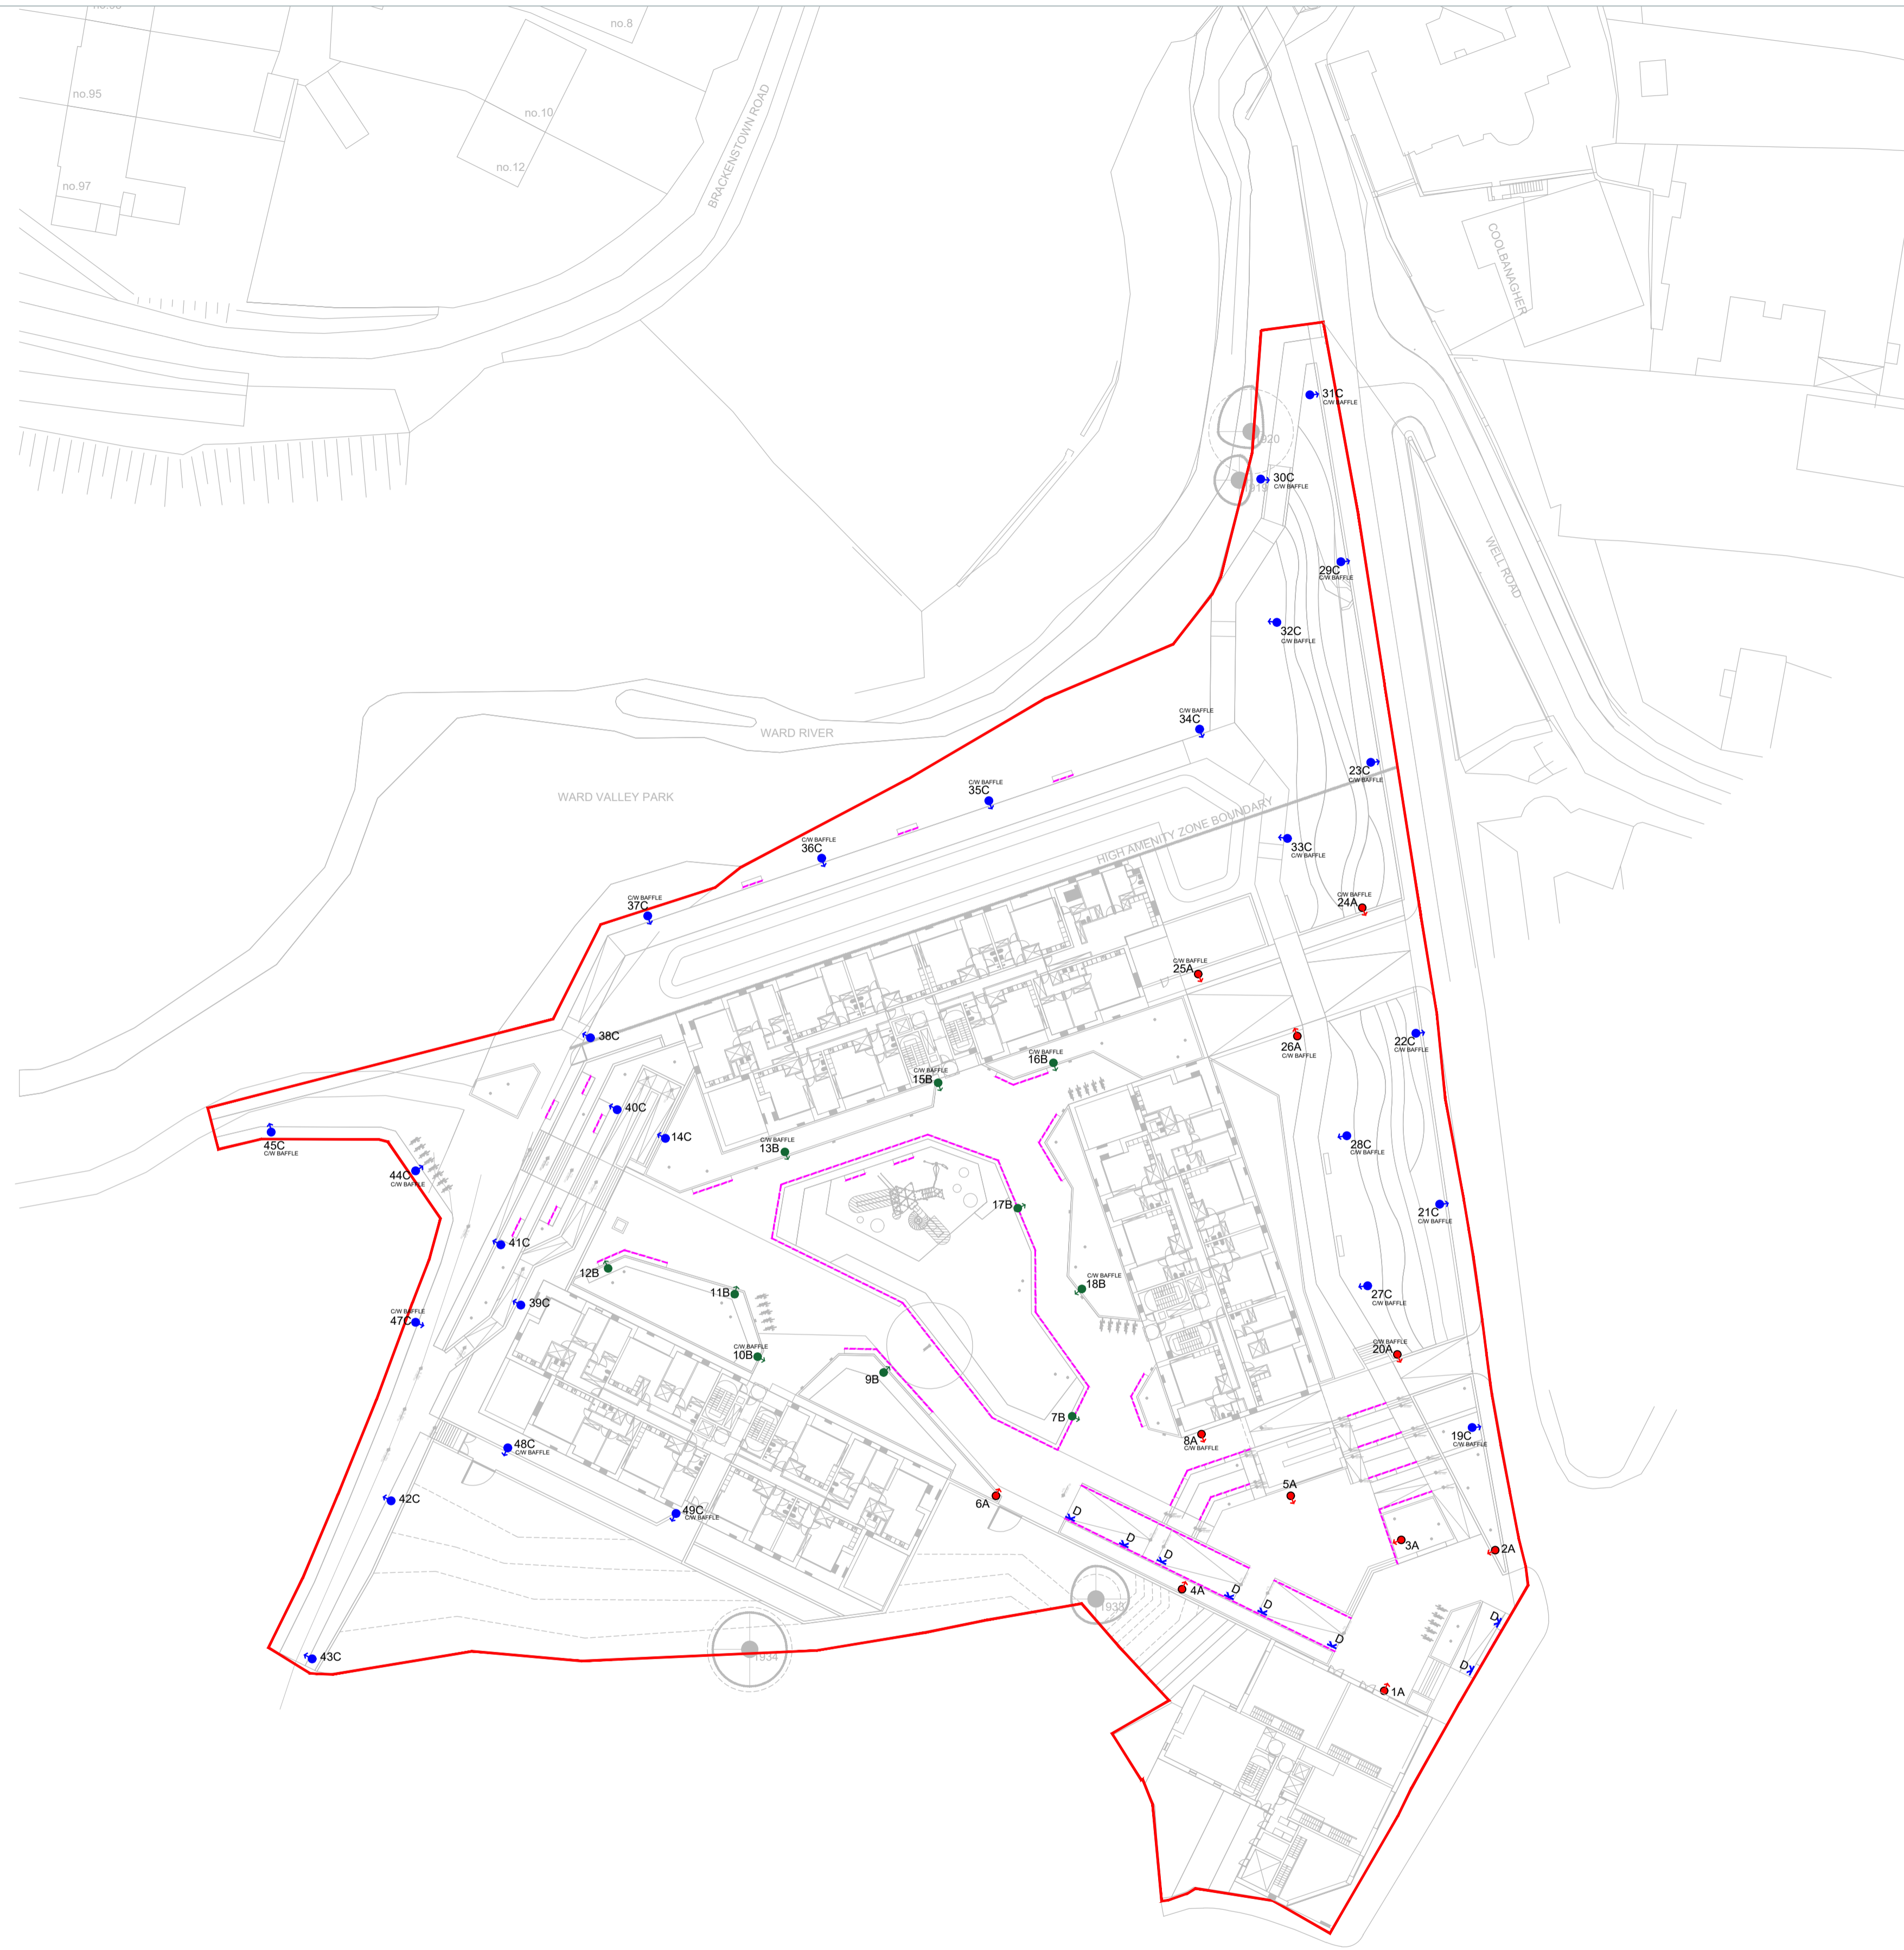 no.8
no.95
no.10
no.12
no.97
BRACKENSTOWN ROAD
COOLBANAGHER
WELL ROAD
31C
C/W BAFFLE
1920
30C
C/W BAFFLE
29C
C/W BAFFLE
32C
C/W BAFFLE
C/W BAFFLE
34C
WARD RIVER
23C
C/W BAFFLE
C/W BAFFLE
35C
WARD VALLEY PARK
HIGH AMENITY ZONE BOUNDARY
33C
C/W BAFFLE
C/W BAFFLE
36C
C/W BAFFLE
37C
C/W BAFFLE
24A
C/W BAFFLE
25A
38C
26A
C/W BAFFLE
22C
C/W BAFFLE
C/W BAFFLE
16B
C/W BAFFLE
15B
40C
14C
C/W BAFFLE
13B
45C
C/W BAFFLE
44C
C/W BAFFLE
28C
C/W BAFFLE
17B
21C
C/W BAFFLE
41C
12B
11B
C/W BAFFLE
18B
27C
C/W BAFFLE
39C
C/W BAFFLE
47C
C/W BAFFLE
10B
C/W BAFFLE
20A
9B
7B
8A
C/W BAFFLE
19C
C/W BAFFLE
48C
C/W BAFFLE
42C
49C
C/W BAFFLE
6A
5A
D
D
D
3A
2A
4A
D
D
D
D
D
1935
1934
43C
1A